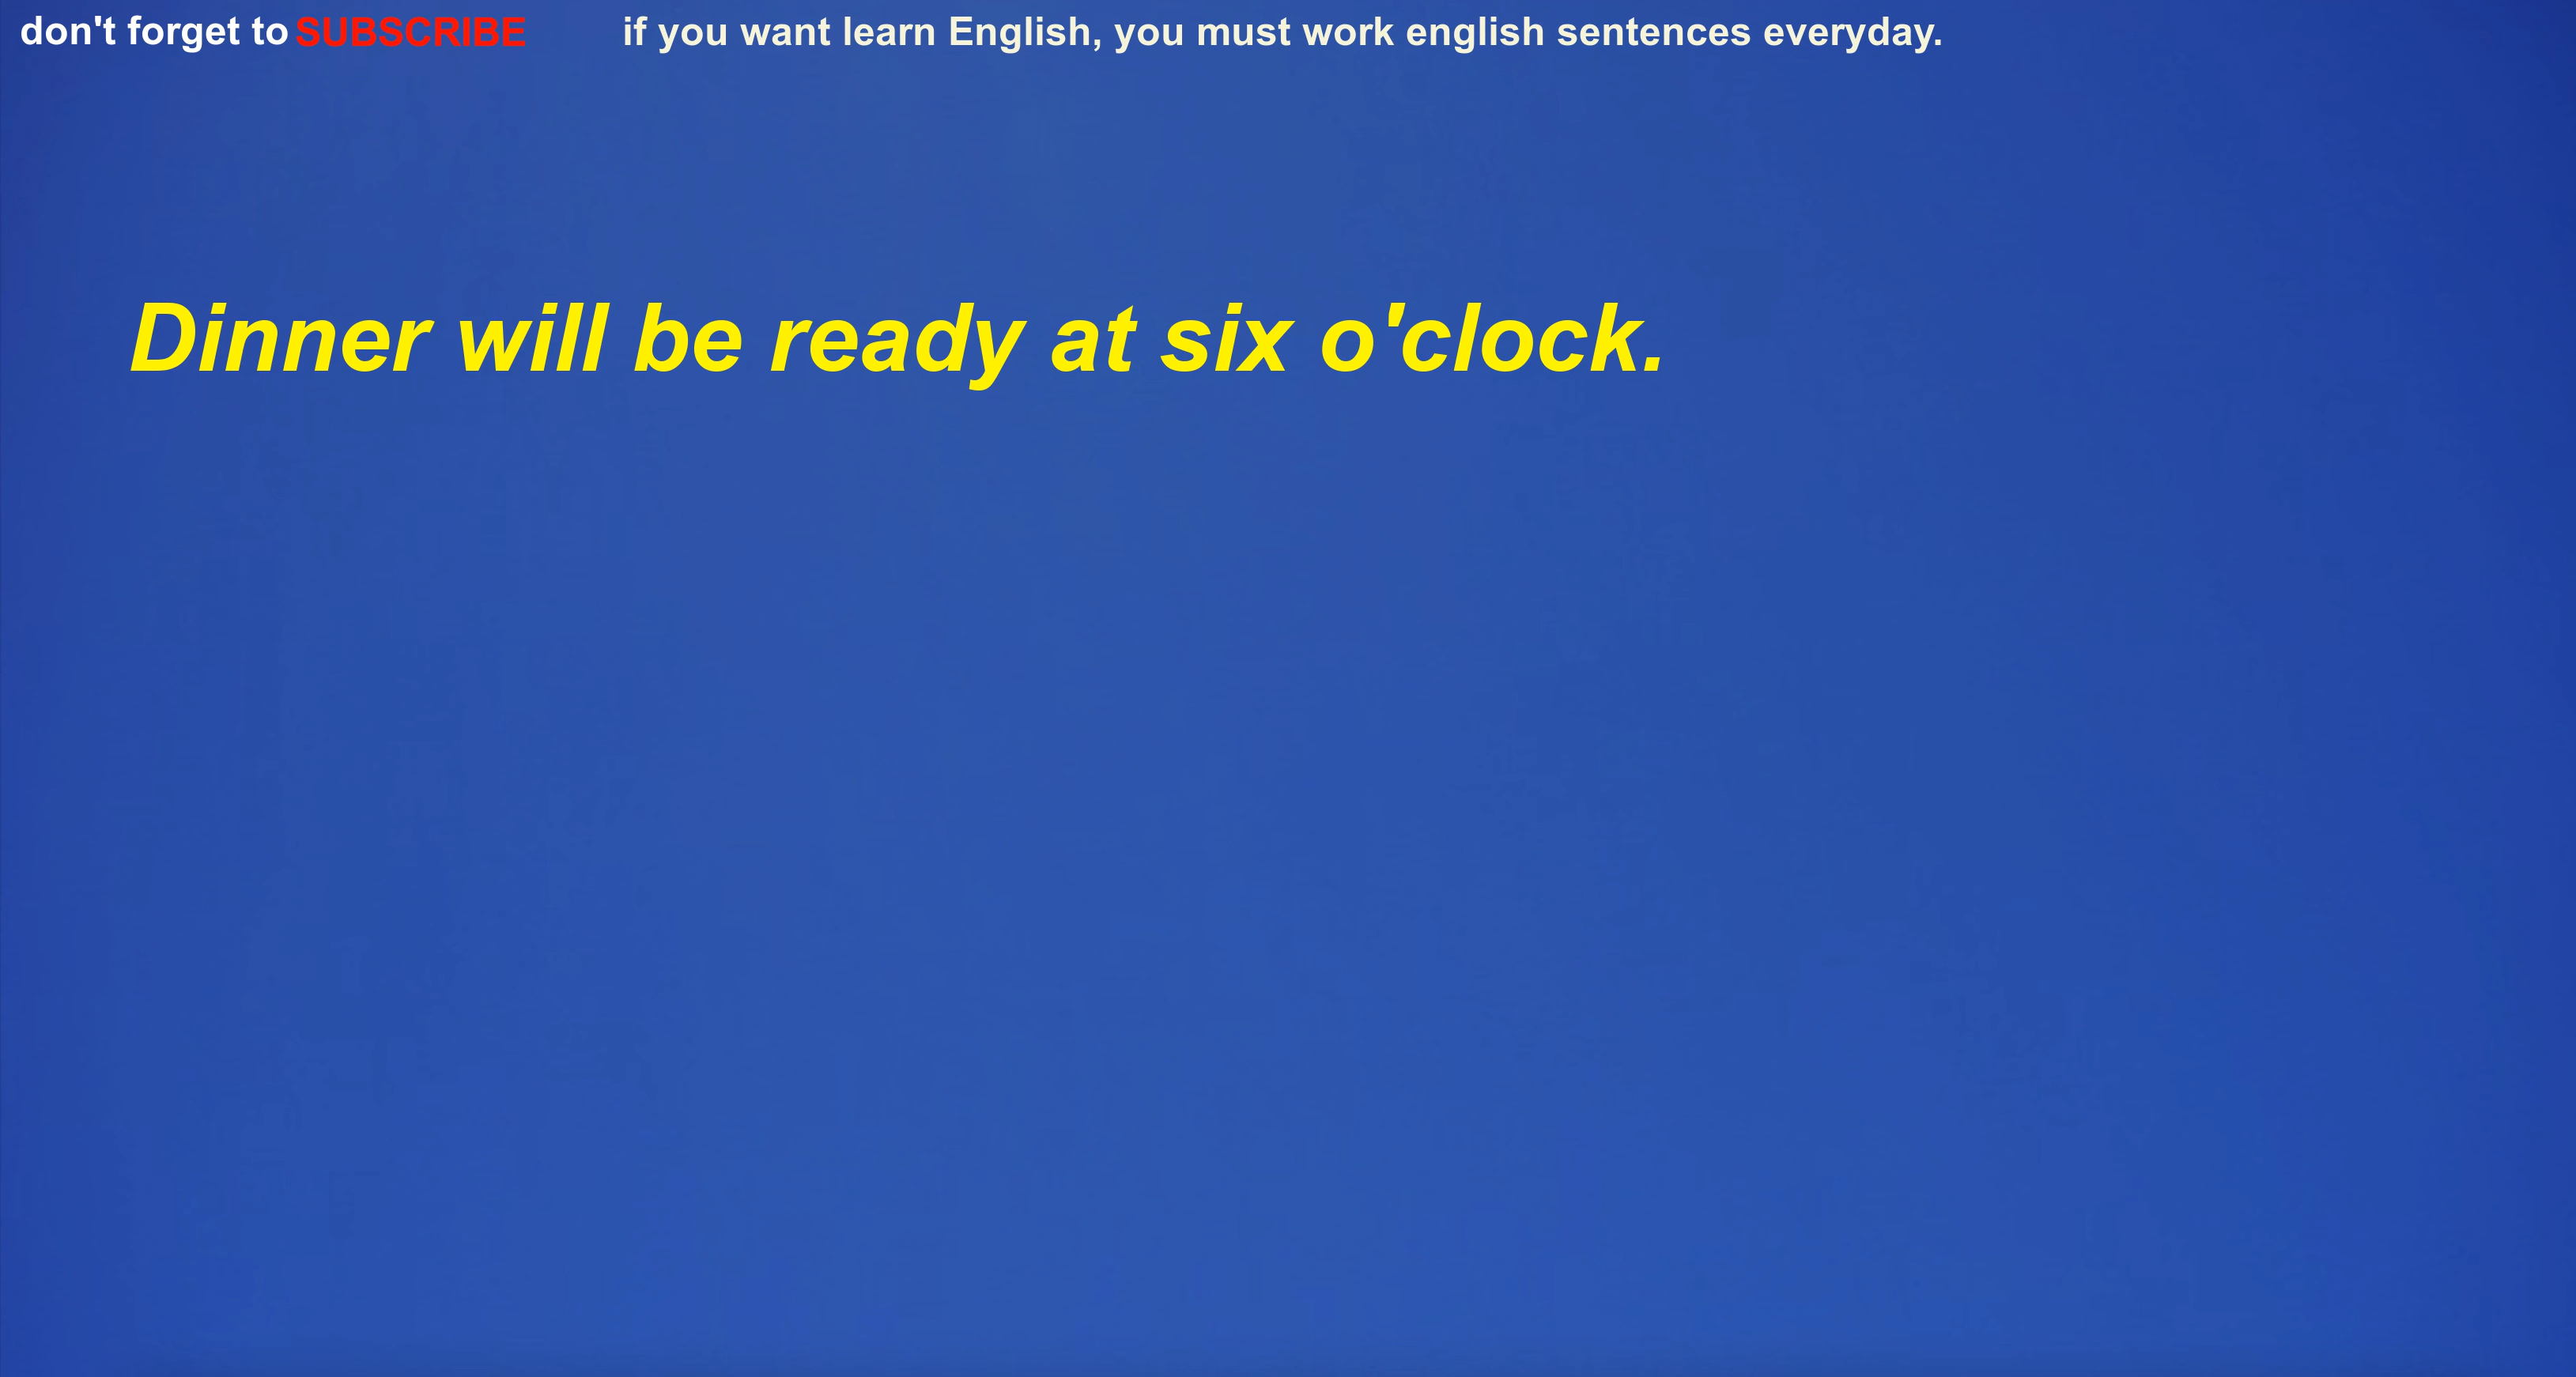 don't forget to SUBSCRIBE if you want learn English, you must work english sentences everyday.
Dinner will be ready at six o'clock.